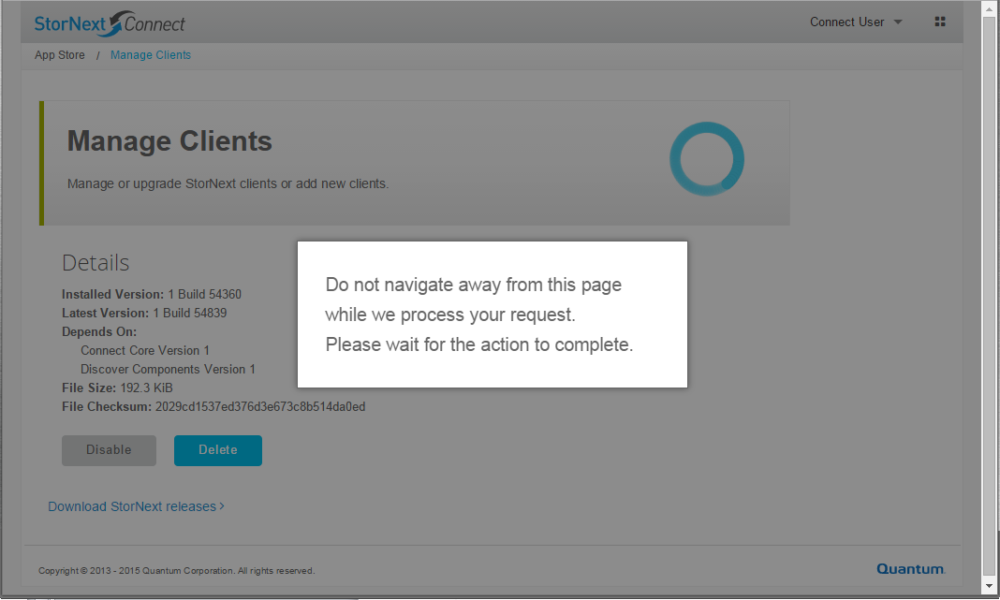 StorNext Connect
Connect User
App Store / Manage Clients
Manage Clients
Manage or upgrade StorNext clients or add new clients.
Do not navigate away from this page
while we process your request.
Please wait for the action to complete.
Details
Installed Version: 1 Build 54360
Latest Version: 1 Build 54839
Depends On:
Connect Core Version 1
Discover Components Version 1
File Size: 192.3 KiB
File Checksum: 2029cd1537ed376d3e673c8b514da0ed
Disable
Delete
Download StorNext releases >
Copyright © 2013 - 2015 Quantum Corporation. All rights reserved.
Quantum.